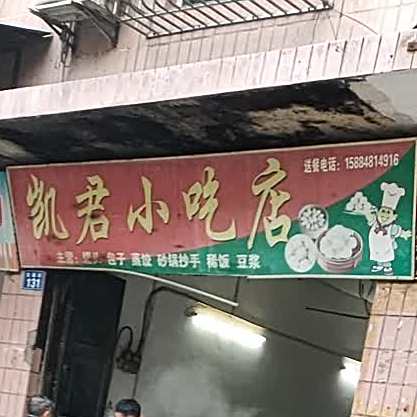 送餐电话：15884814916
凯君小吃店
主营： 包子 蒸饺 砂锅抄手 稀饭 豆浆
131